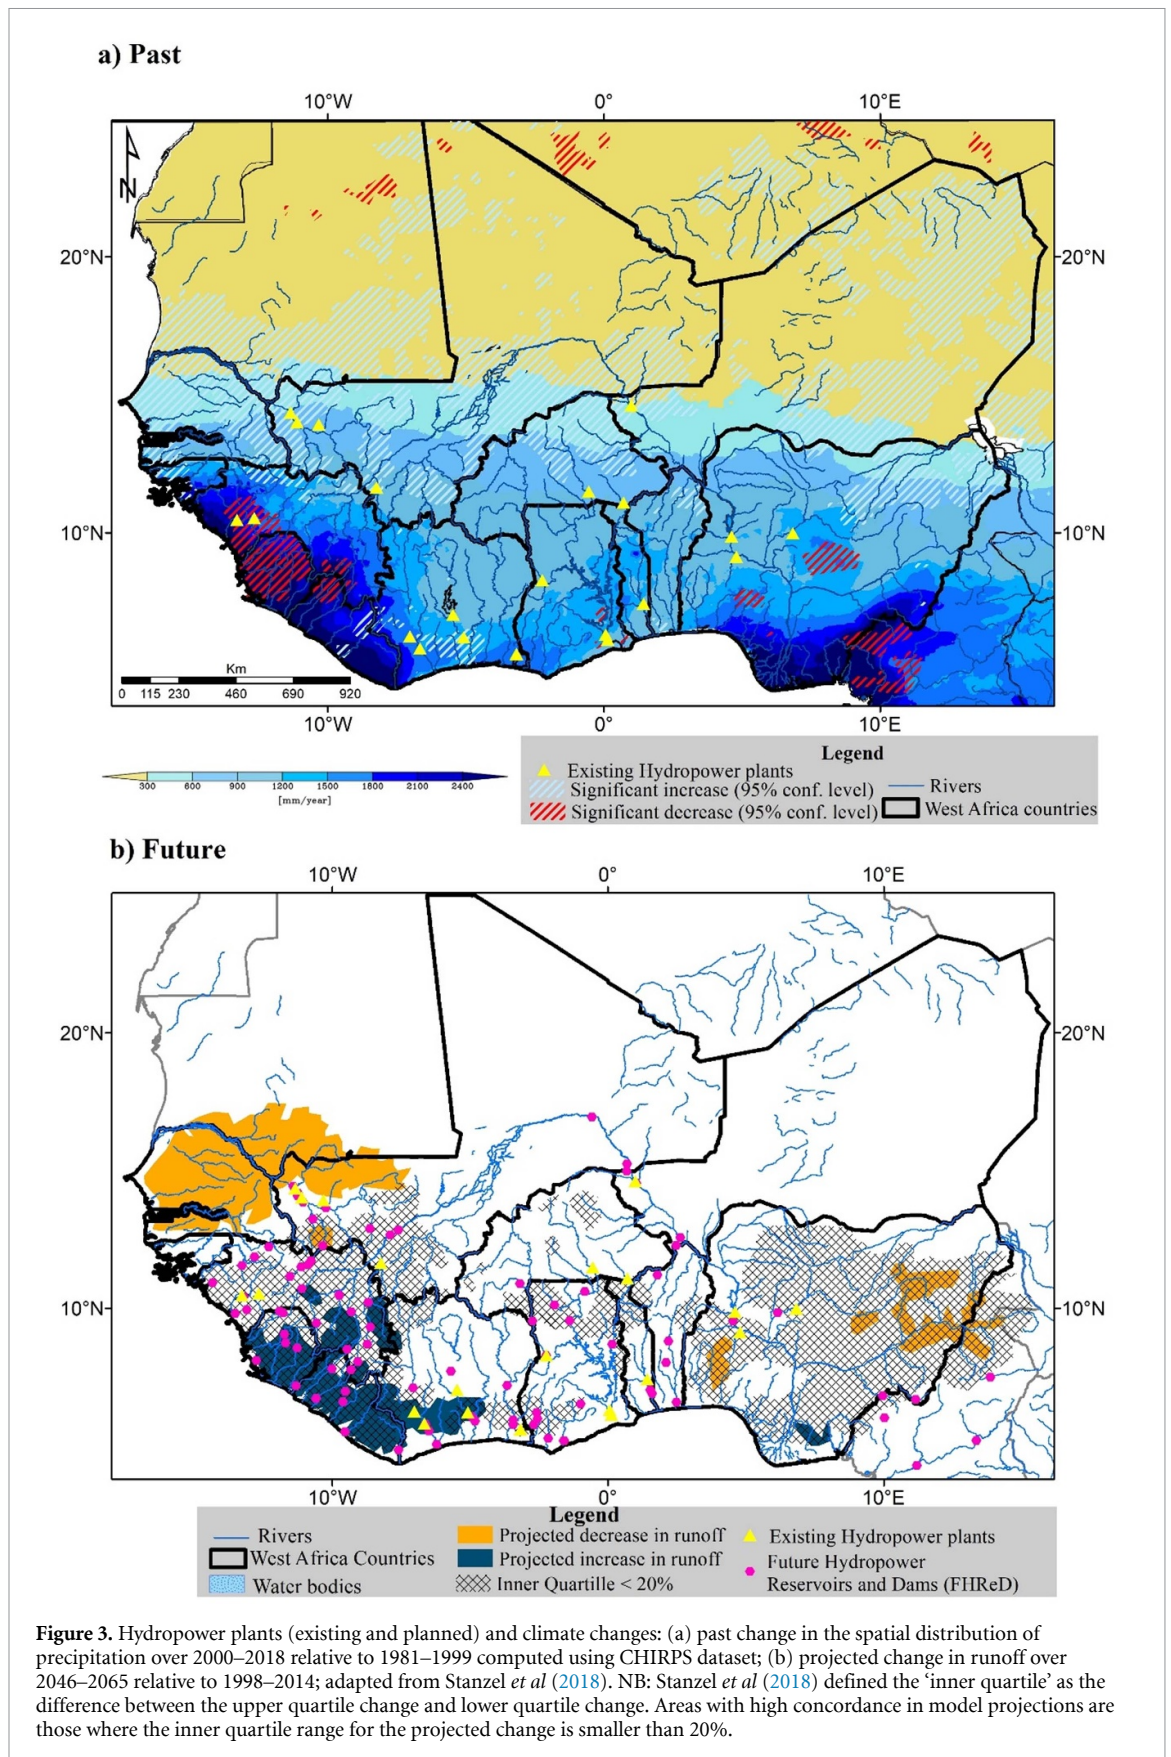 a) Past
10°W 0° 10°E
N
20°N 20°N
10°N 10°N
Km
0 115 230 460 690 920
10°W 0° 10°E
300 600 900 1200 1500 1800 2100 2400
[mm/year]
Legend
Existing Hydropower plants
Significant increase (95% conf. level)
Rivers
Significant decrease (95% conf. level)
West Africa countries
b) Future
10°W 0° 10°E
20°N 20°N
10°N 10°N
10°W 0° 10°E
Legend
Rivers
West Africa Countries
Water bodies
Projected decrease in runoff
Projected increase in runoff
Inner Quartille < 20%
Existing Hydropower plants
Future Hydropower
Reservoirs and Dams (FHReD)
Figure 3. Hydropower plants (existing and planned) and climate changes: (a) past change in the spatial distribution of
precipitation over 2000–2018 relative to 1981–1999 computed using CHIRPS dataset; (b) projected change in runoff over
2046–2065 relative to 1998–2014; adapted from Stanzel et al (2018). NB: Stanzel et al (2018) defined the ‘inner quartile’ as the
difference between the upper quartile change and lower quartile change. Areas with high concordance in model projections are
those where the inner quartile range for the projected change is smaller than 20%.